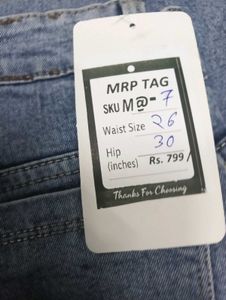 MRP TAG
SKU M@-7
Waist Size 26
Hip 30
(inches) Rs. 799/
Thanks For Choosing